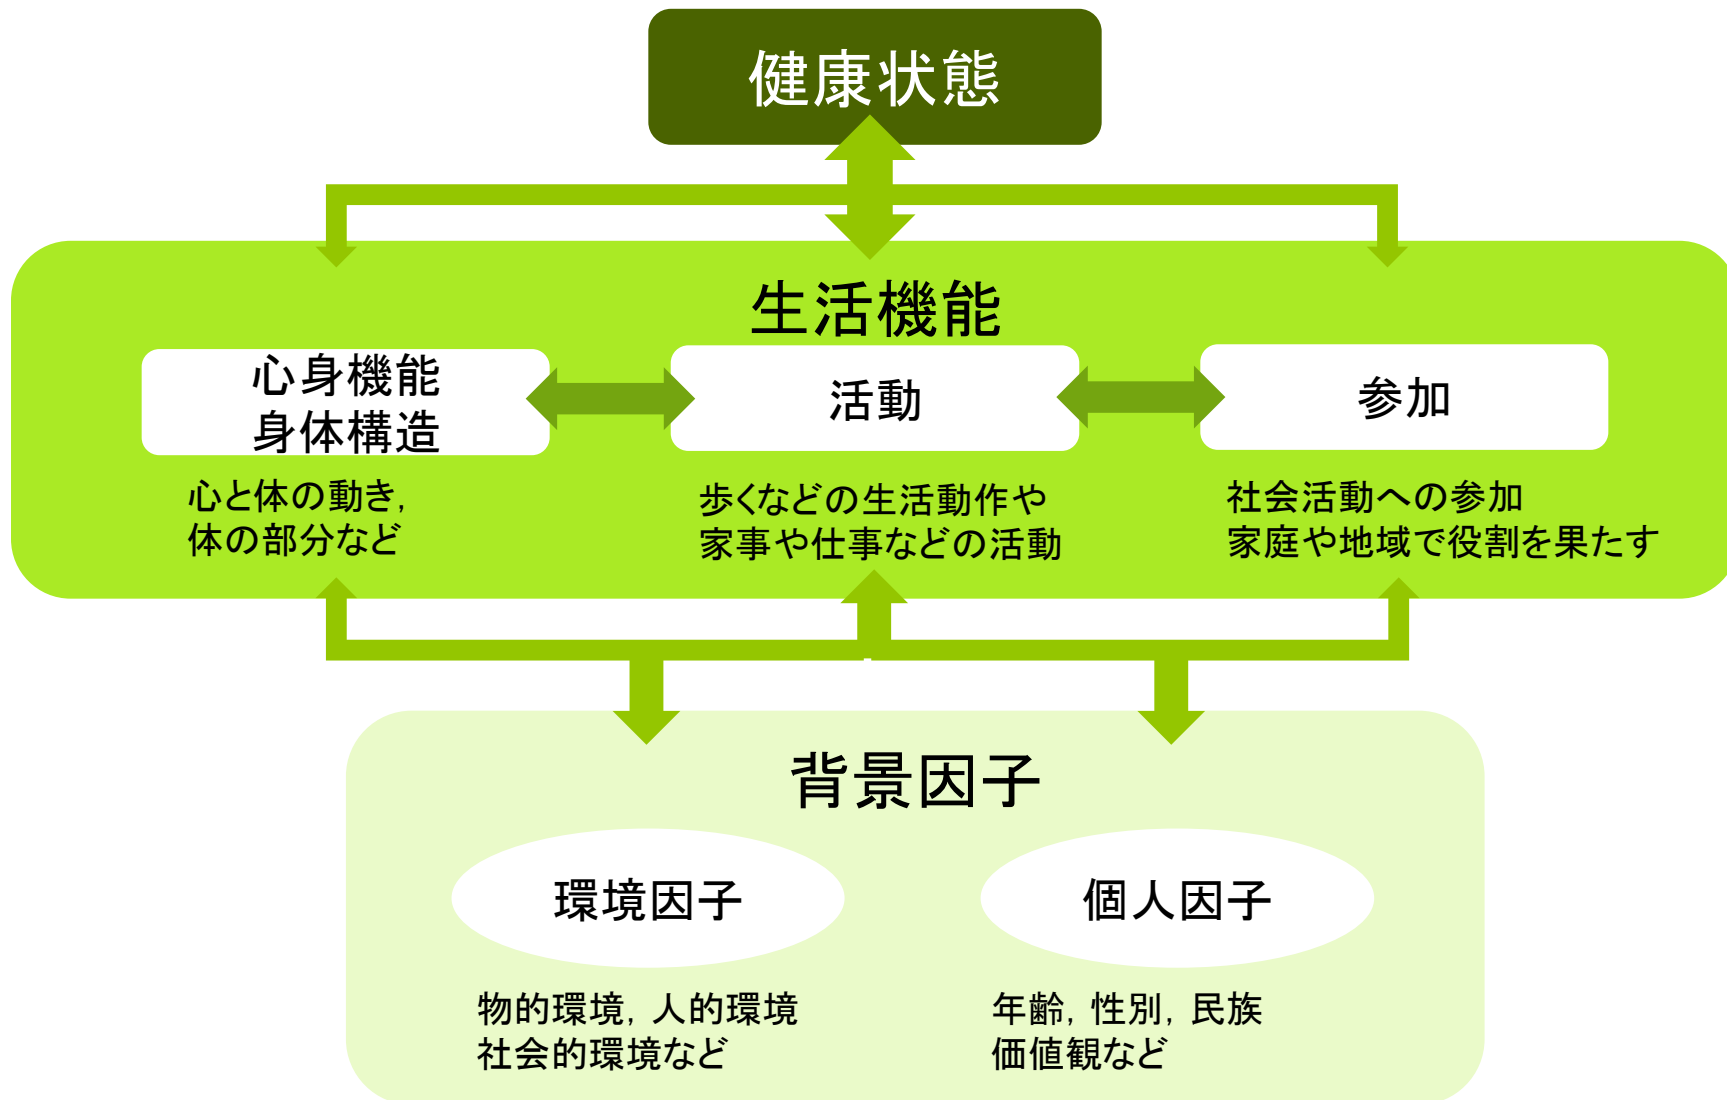 健康状態
生活機能
心身機能
身体構造
活動
参加
心と体の動き,
体の部分など
歩くなどの生活動作や
家事や仕事などの活動
社会活動への参加
家庭や地域で役割を果たす
背景因子
環境因子
個人因子
物的環境, 人的環境
社会的環境など
年齢, 性別, 民族
価値観など